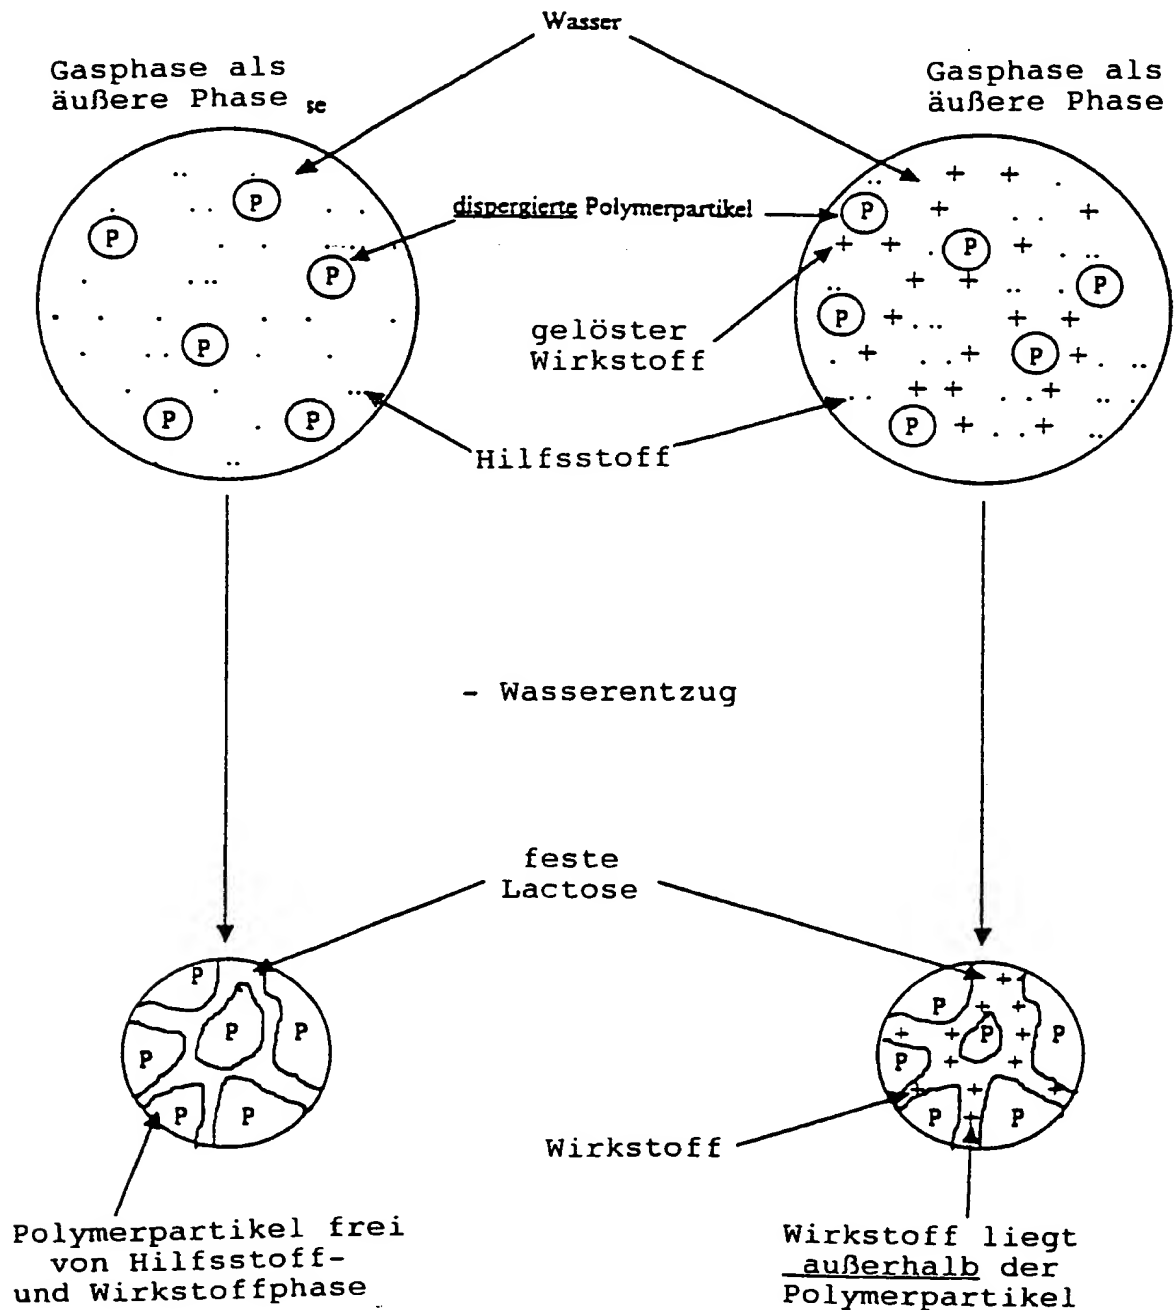 Wasser
Gasphase als
äußere Phase se
Gasphase als
äußere Phase
P
P
P
P
P
P
dispergierte Polymerpartikel
P
P
P
P
P
P
gelöster
Wirkstoff
Hilfsstoff
- Wasserentzug
feste
Lactose
P
P
P
P
P
P
P
P
P
P
P
P
Wirkstoff
Polymerpartikel frei
von Hilfsstoff-
und Wirkstoffphase
Wirkstoff liegt
außerhalb der
Polymerpartikel